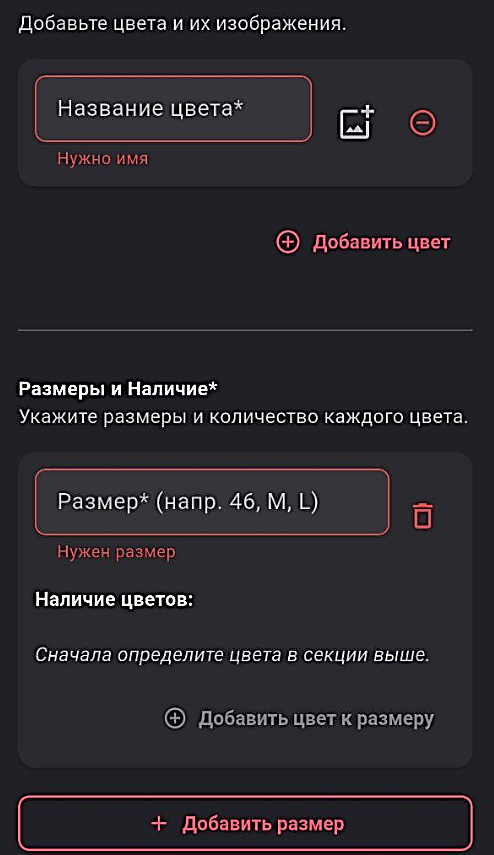 Добавьте цвета и их изображения.
Название цвета*
Нужно имя
Добавить цвет
Размеры и Наличие*
Укажите размеры и количество каждого цвета.
Размер* (напр. 46, M, L)
Нужен размер
Наличие цветов:
Сначала определите цвета в секции выше.
Добавить цвет к размеру
+ Добавить размер